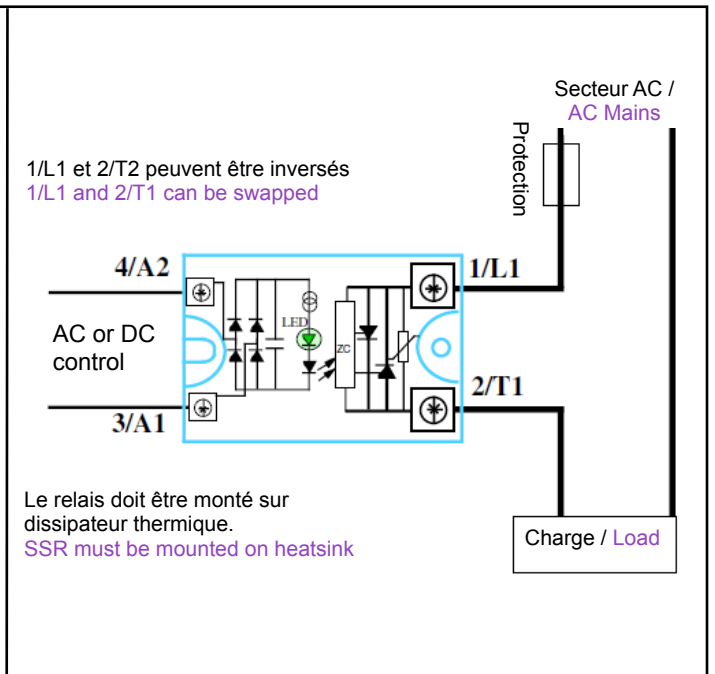 Secteur AC /
AC Mains
Protection
1/L1 et 2/T2 peuvent être inversés
1/L1 and 2/T1 can be swapped
4/A2
1/L1
LED
AC or DC
control
ZC
2/T1
3/A1
Le relais doit être monté sur
dissipateur thermique.
SSR must be mounted on heatsink
Charge / Load